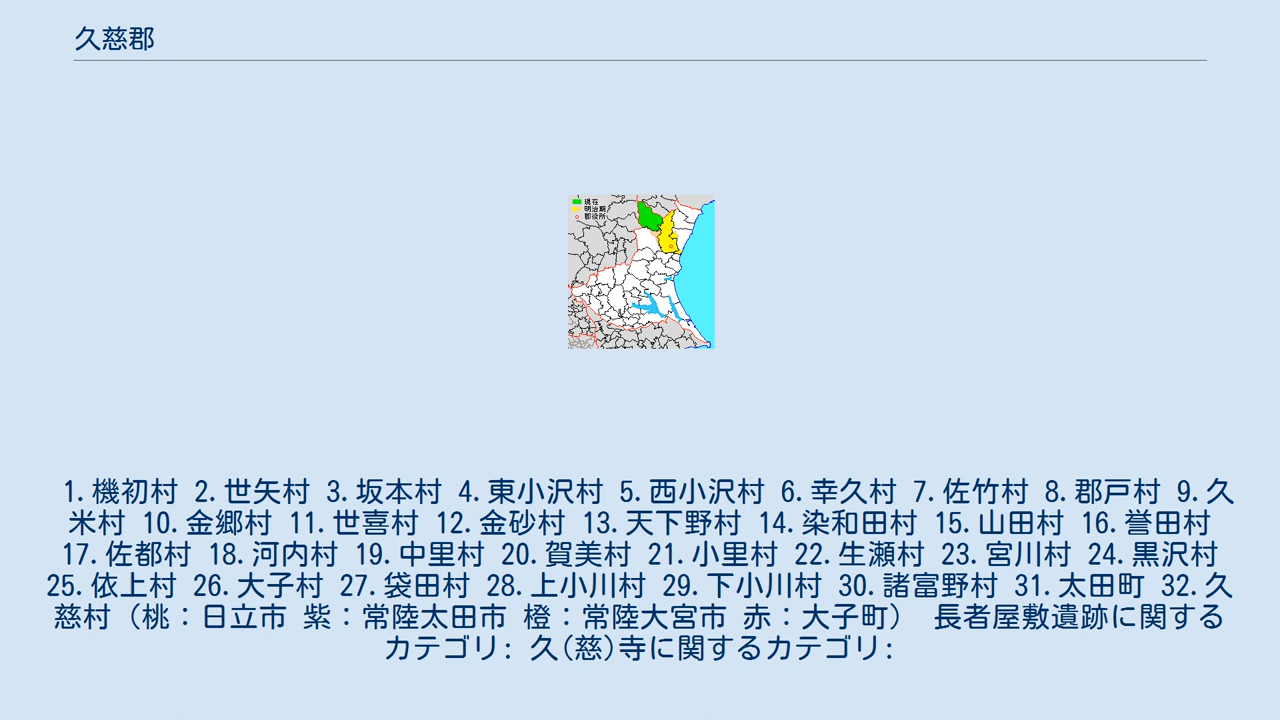 久慈郡
現在
明治期
郡役所
1.機初村 2.世矢村 3.坂本村 4.東小沢村 5.西小沢村 6.幸久村 7.佐竹村 8.郡戸村 9.久
米村 10.金郷村 11.世喜村 12.金砂村 13.天下野村 14.染和田村 15.山田村 16.誉田村
17.佐都村 18.河内村 19.中里村 20.賀美村 21.小里村 22.生瀬村 23.宮川村 24.黒沢村
25.依上村 26.大子村 27.袋田村 28.上小川村 29.下小川村 30.諸富野村 31.太田町 32.久
慈村（桃：日立市 紫：常陸太田市 橙：常陸大宮市 赤：大子町） 長者屋敷遺跡に関する
カテゴリ: 久(慈)寺に関するカテゴリ: